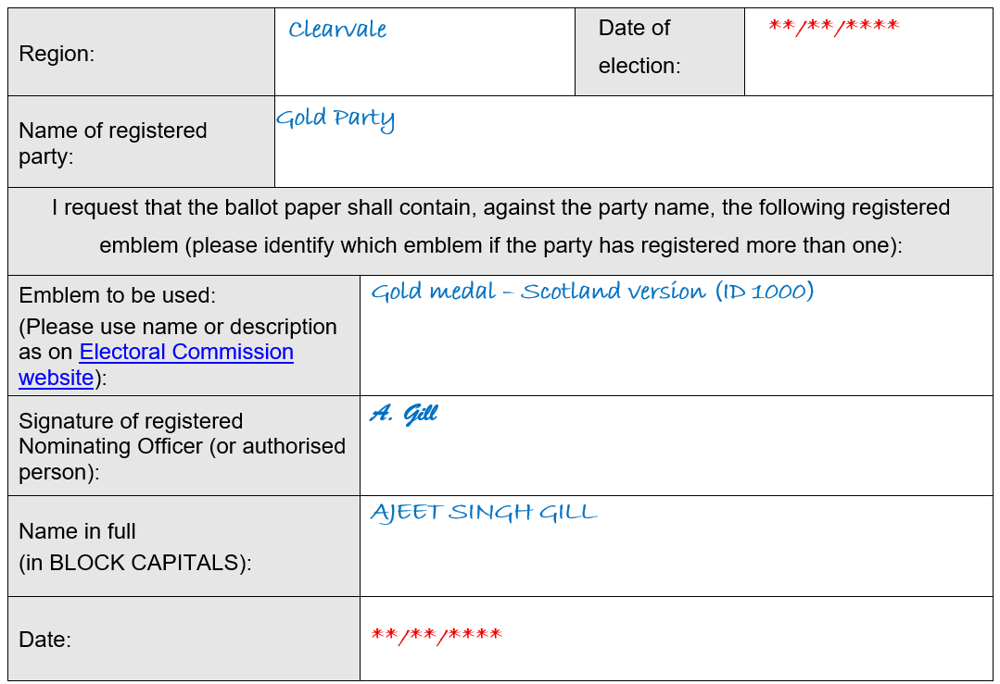 Region:
Clearvale
Date of
election:
**/**/****
Name of registered
party:
Gold Party
I request that the ballot paper shall contain, against the party name, the following registered
emblem (please identify which emblem if the party has registered more than one):
Emblem to be used:
(Please use name or description
as on Electoral Commission
website):
Gold medal – Scotland version (ID 1000)
Signature of registered
Nominating Officer (or authorised
person):
A. Gill
Name in full
(in BLOCK CAPITALS):
AJEET SINGH GILL
Date:
**/**/****